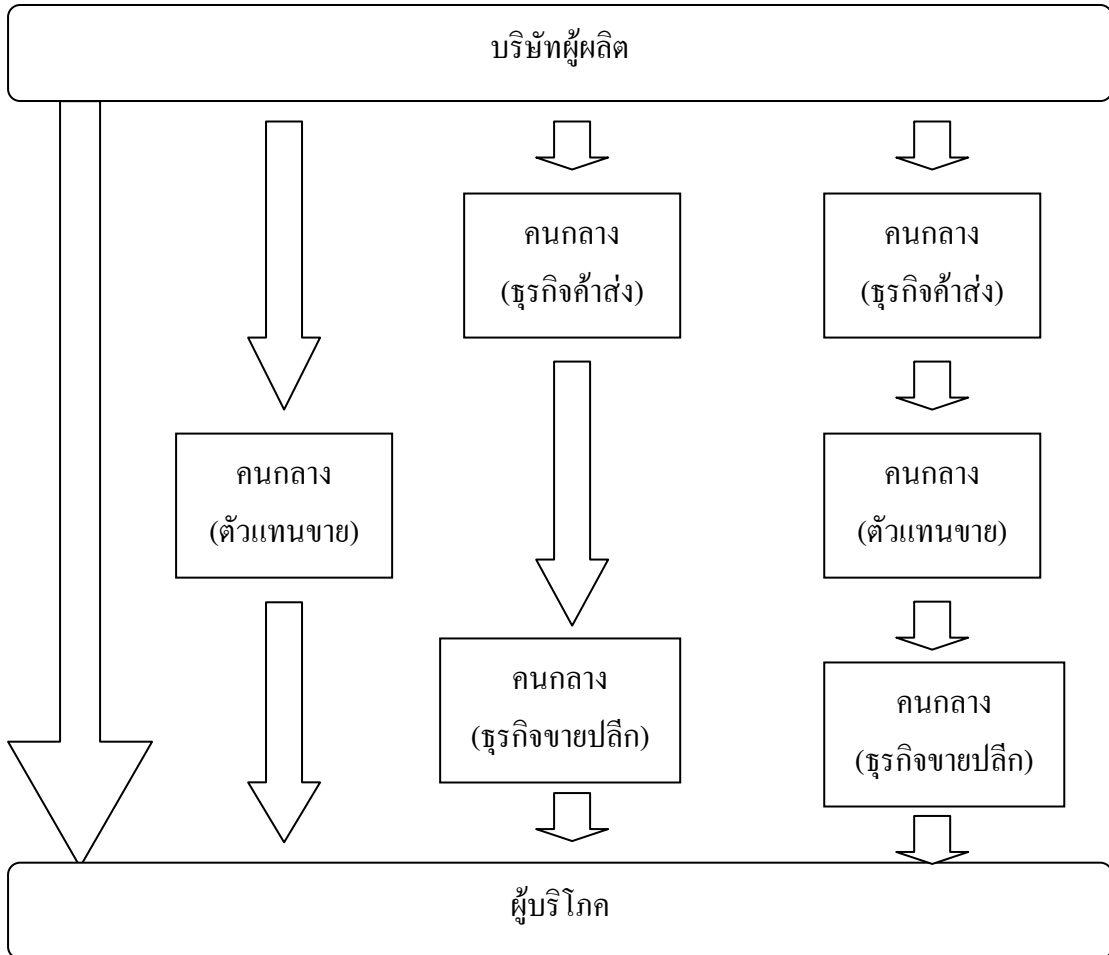 บริษัทผู้ผลิต
คนกลาง
(ธุรกิจค้าส่ง)
คนกลาง
(ธุรกิจค้าส่ง)
คนกลาง
(ตัวแทนขาย)
คนกลาง
(ตัวแทนขาย)
คนกลาง
(ธุรกิจขายปลีก)
คนกลาง
(ธุรกิจขายปลีก)
ผู้บริโภค